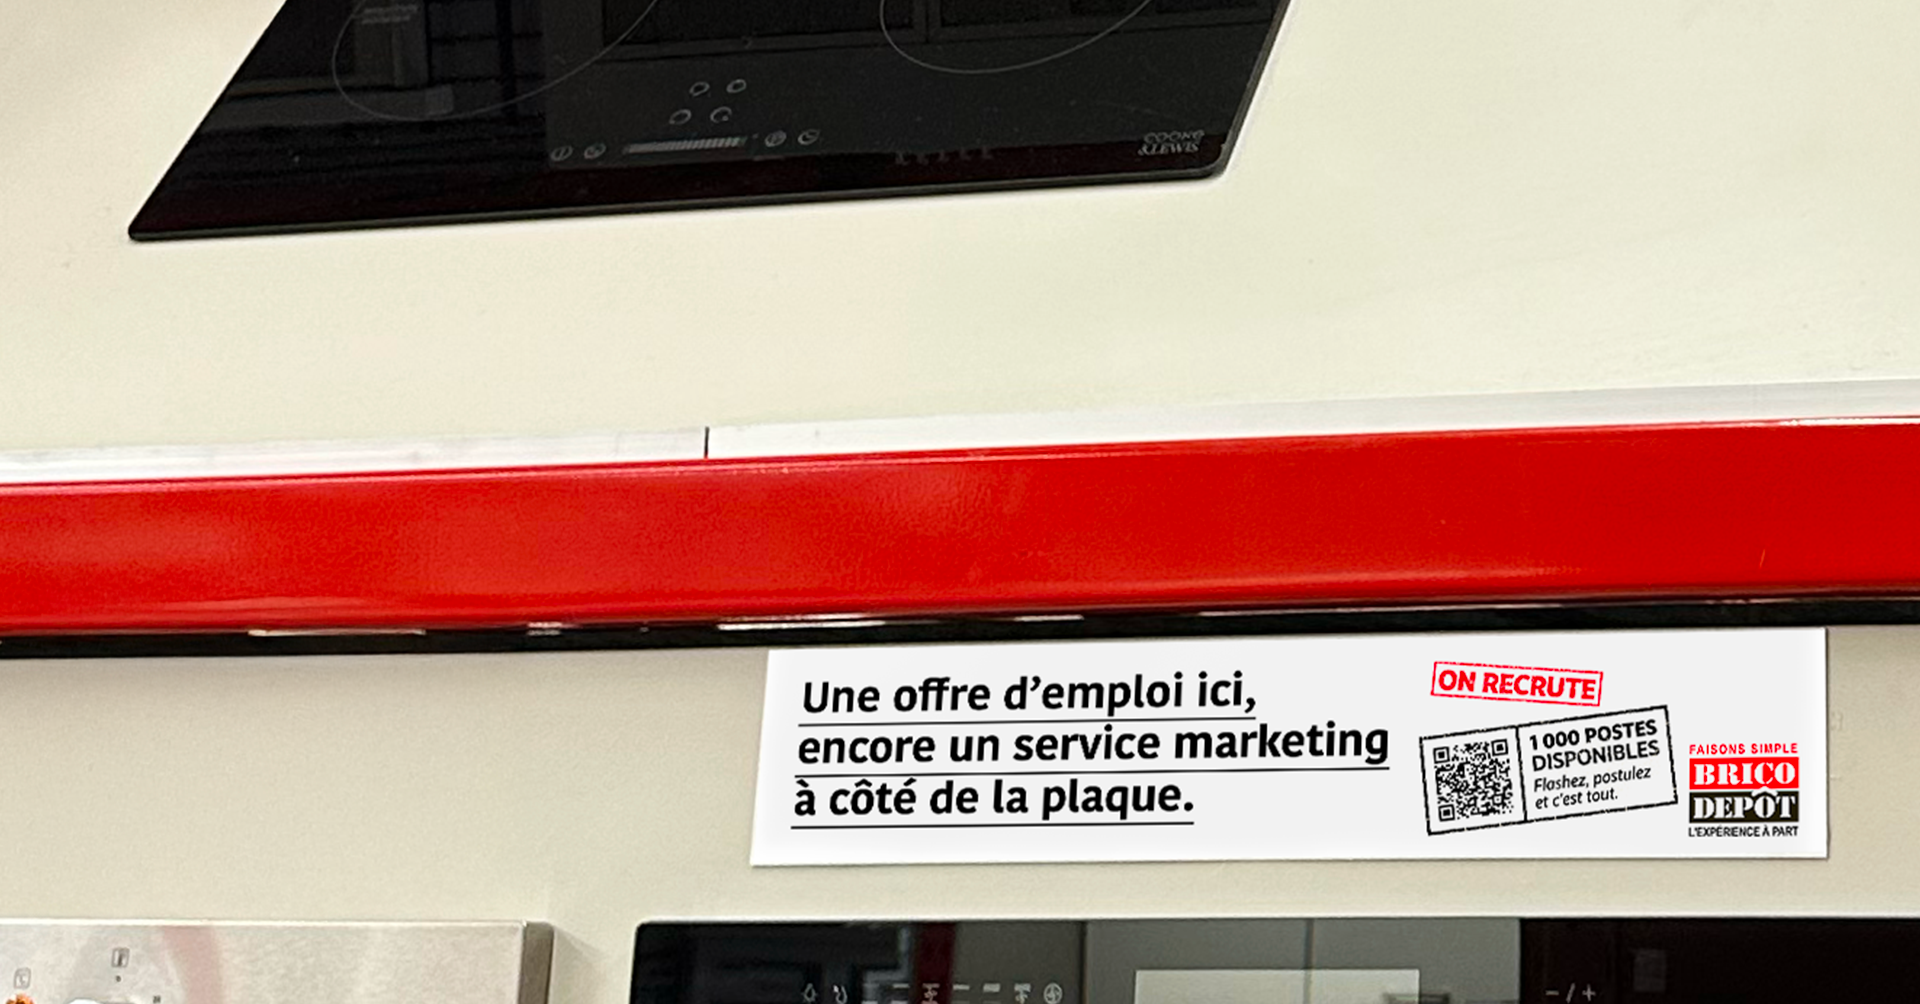 COOKE
&LEWIS
Une offre d'emploi ici,
encore un service marketing
à côté de la plaque.
ON RECRUTE
1 000 POSTES
DISPONIBLES
Flashez, postulez
et c'est tout.
FAISONS SIMPLE
BRICO
DEPÔT
L'EXPÉRIENCE À PART
- / +